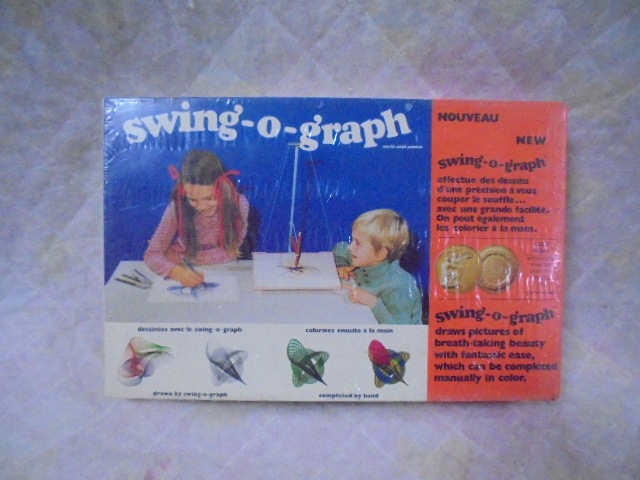 swing-o-graph®
NOUVEAU
NEW
swing-o-graph
affectue des dessins
d'une précision à vous
couper le souffle...
avec une grande facilité.
On peut également
les colorier à la main.
swing-o-graph
draws pictures of
breath-taking beauty
with fantastic ease,
which can be completed
manually in color.
dessinées avec le swing-o-graph
coloriées ensuite à la main
drawn by swing-o-graph
completed by hand